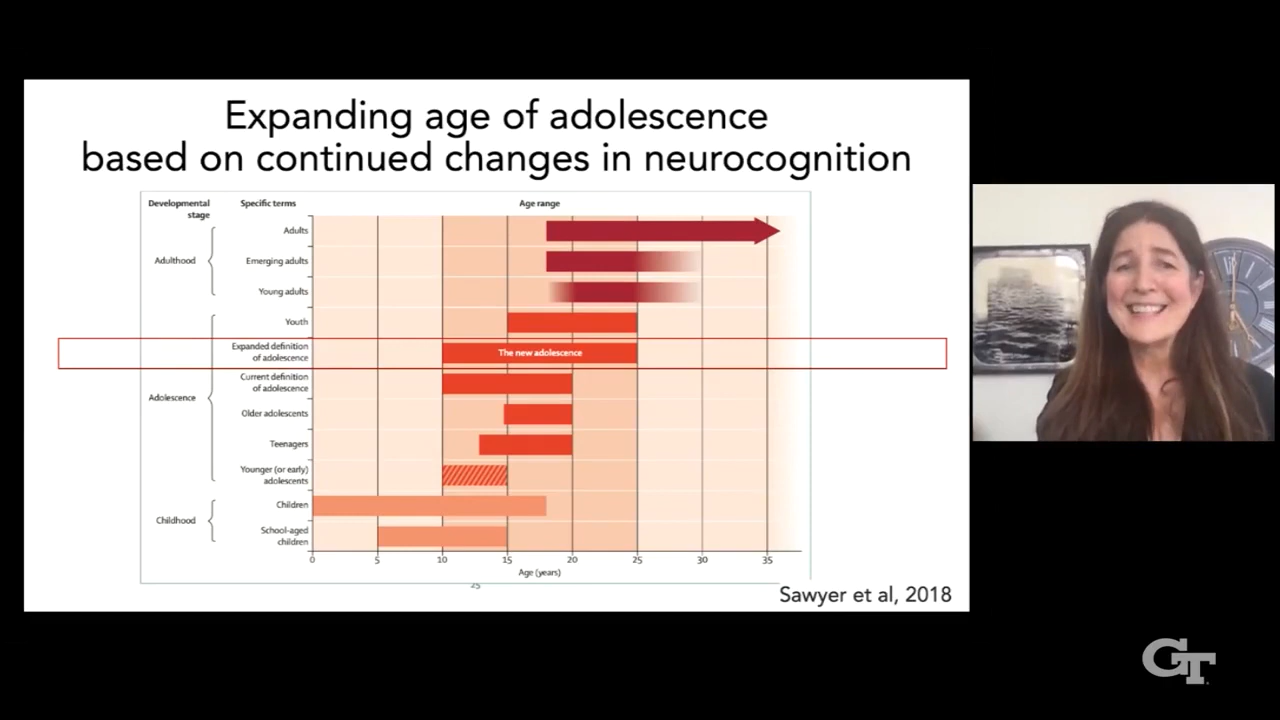 Expanding age of adolescence
based on continued changes in neurocognition
Developmental
stage
Specific terms
Age range
Adulthood
Adults
Emerging adults
Young adults
Adolescence
Youth
Expanded definition
of adolescence
The new adolescence
Current definition
of adolescence
Older adolescents
Teenagers
Younger (or early)
adolescents
Childhood
Children
School-aged
children
0 5 10 15 20 25 30 35
Age (years)
25
Sawyer et al, 2018
GT